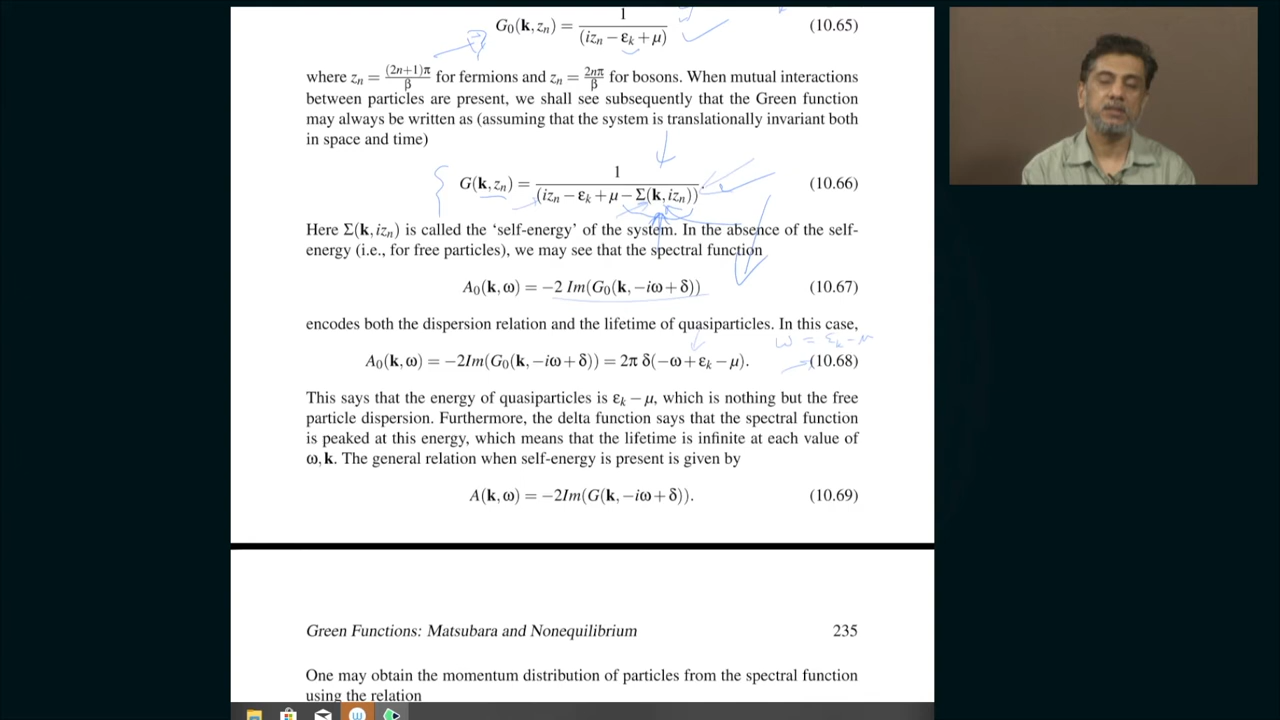 G₀(k, zₙ) = 1 / (izₙ − εₖ + μ) (10.65)
where zₙ = (2n+1)π/β for fermions and zₙ = 2nπ/β for bosons. When mutual interactions
between particles are present, we shall see subsequently that the Green function
may always be written as (assuming that the system is translationally invariant both
in space and time)
G(k, zₙ) = 1 / (izₙ − εₖ + μ − Σ(k, izₙ)) . (10.66)
Here Σ(k, izₙ) is called the ‘self-energy’ of the system. In the absence of the self-
energy (i.e., for free particles), we may see that the spectral function
A₀(k, ω) = −2 Im(G₀(k, −iω + δ)) (10.67)
encodes both the dispersion relation and the lifetime of quasiparticles. In this case,
ω = εₖ − μ
A₀(k, ω) = −2Im(G₀(k, −iω + δ)) = 2π δ(−ω + εₖ − μ). (10.68)
This says that the energy of quasiparticles is εₖ − μ, which is nothing but the free
particle dispersion. Furthermore, the delta function says that the spectral function
is peaked at this energy, which means that the lifetime is infinite at each value of
ω, k. The general relation when self-energy is present is given by
A(k, ω) = −2Im(G(k, −iω + δ)). (10.69)
Green Functions: Matsubara and Nonequilibrium 235
One may obtain the momentum distribution of particles from the spectral function
using the relation